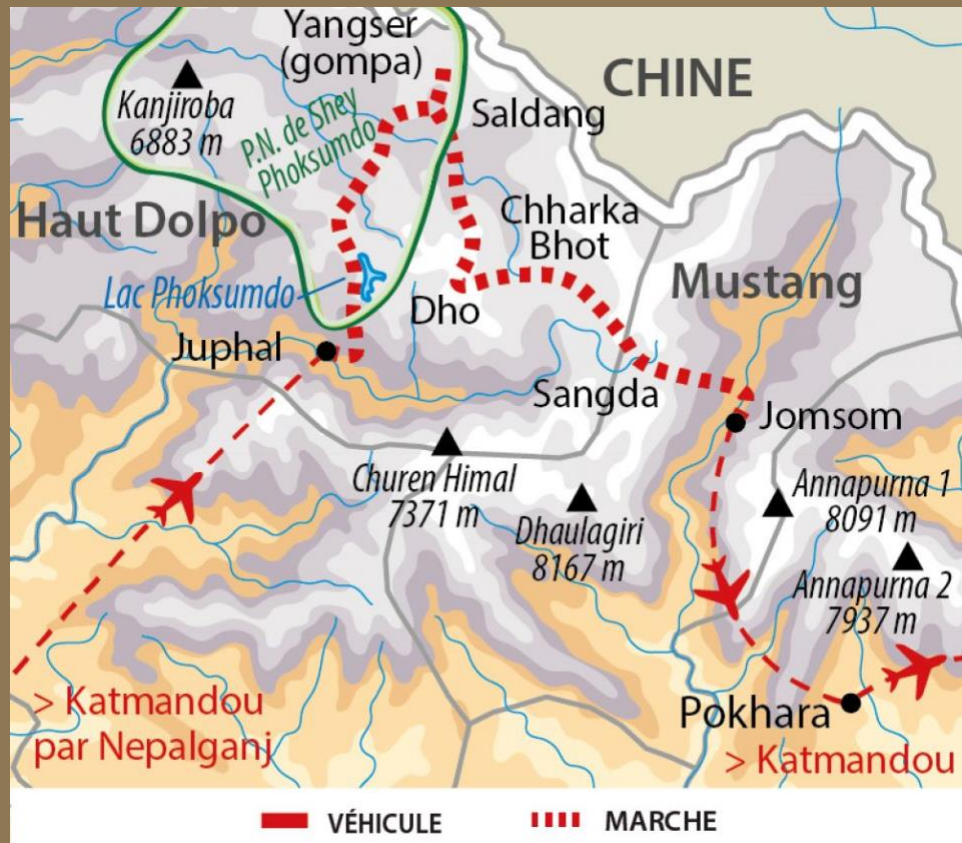 Yangser
(gompa)
CHINE
Kanjiroba
6883 m
P.N. de Shey
Phoksumdo
Saldang
Haut Dolpo
Chharka
Bhot
Mustang
Lac Phoksumdo
Dho
Juphal
Sangda
Jomsom
Churen Himal
7371 m
Dhaulagiri
8167 m
Annapurna 1
8091 m
Annapurna 2
7937 m
> Katmandou
par Nepalganj
Pokhara
> Katmandou
VÉHICULE
MARCHE